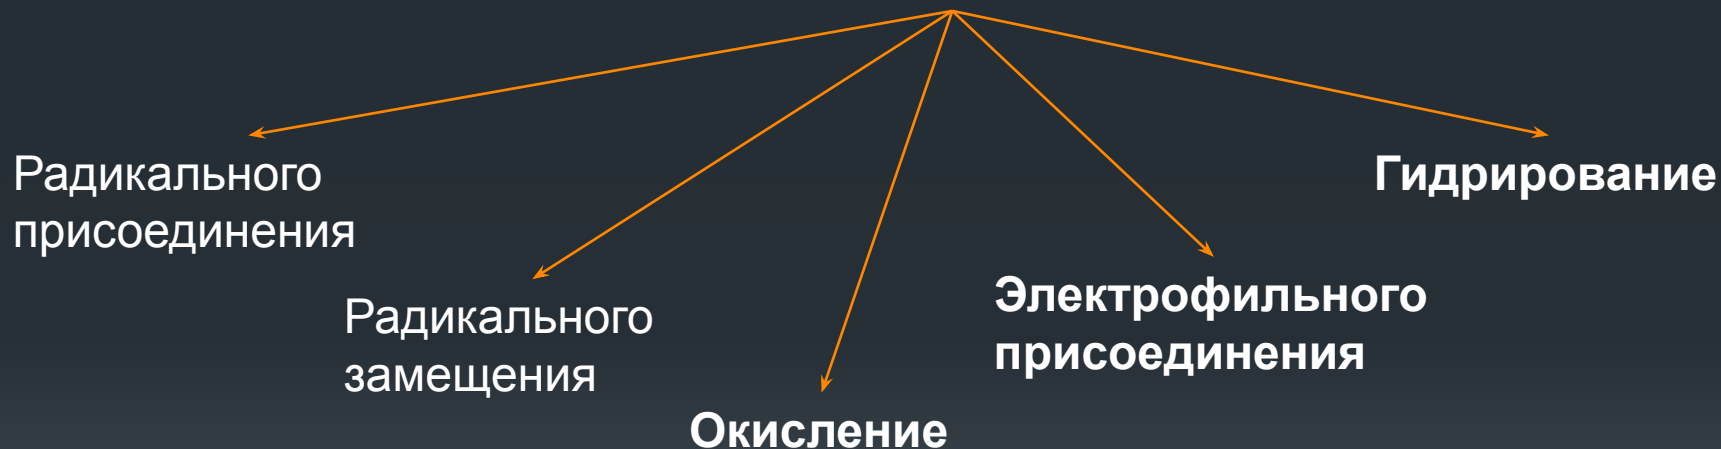 Радикального
присоединения
Радикального
замещения
Окисление
Электрофильного
присоединения
Гидрирование